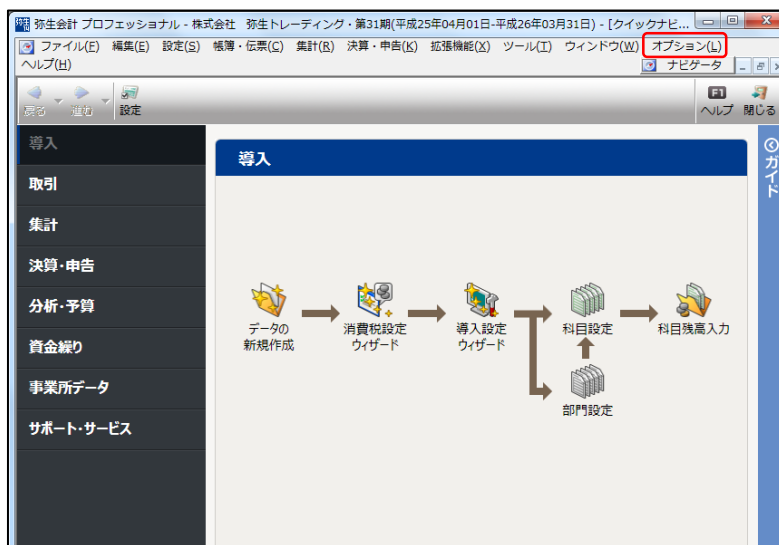 弥生会計 プロフェッショナル - 株式会社 弥生トレーディング・第31期(平成25年04月01日-平成26年03月31日) - [クイックナビ...
ファイル(F) 編集(E) 設定(S) 帳簿・伝票(C) 集計(R) 決算・申告(K) 拡張機能(X) ツール(T) ウィンドウ(W) オプション(L)
ヘルプ(H) ナビゲータ
戻る 進む 設定 F1 ヘルプ 閉じる
導入
取引
集計
決算・申告
分析・予算
資金繰り
事業所データ
サポート・サービス
導入
データの
新規作成
消費税設定
ウィザード
導入設定
ウィザード
科目設定
科目残高入力
部門設定
ガイド